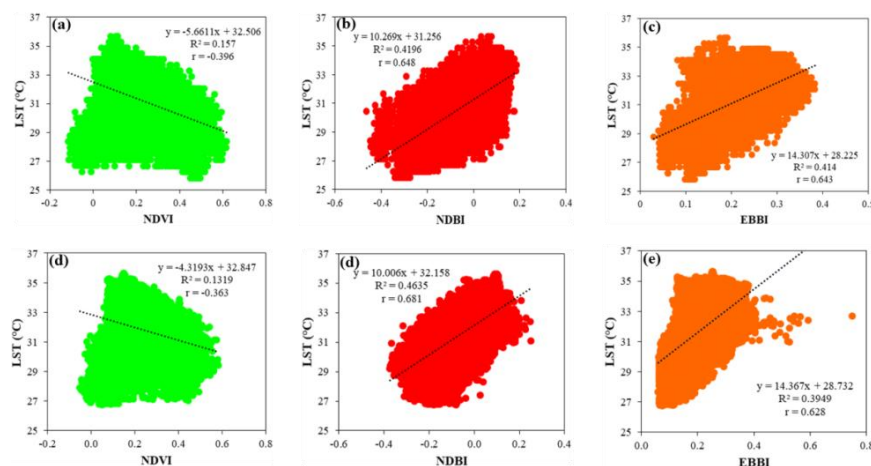 (a)
y = -5.6611x + 32.506
R² = 0.157
r = -0.396
LST (°C)
37
35
33
31
29
27
25
-0.2
0
0.2
0.4
0.6
0.8
NDVI
(b)
y = 10.269x + 31.256
R² = 0.4196
r = 0.648
LST (°C)
37
35
33
31
29
27
25
-0.6
-0.4
-0.2
0
0.2
0.4
NDBI
(c)
LST (°C)
37
35
33
31
29
27
25
y = 14.307x + 28.225
R² = 0.414
r = 0.643
0.0
0.1
0.2
0.3
0.4
0.5
EBBI
(d)
y = -4.3193x + 32.847
R² = 0.1319
r = -0.363
LST (°C)
37
35
33
31
29
27
25
-0.2
0.0
0.2
0.4
0.6
0.8
NDVI
(d)
y = 10.006x + 32.158
R² = 0.4635
r = 0.681
LST (°C)
37
35
33
31
29
27
25
-0.6
-0.4
-0.2
0.0
0.2
0.4
NDBI
(e)
LST (°C)
37
35
33
31
29
27
25
y = 14.367x + 28.732
R² = 0.3949
r = 0.628
0.0
0.2
0.4
0.6
0.8
EBBI